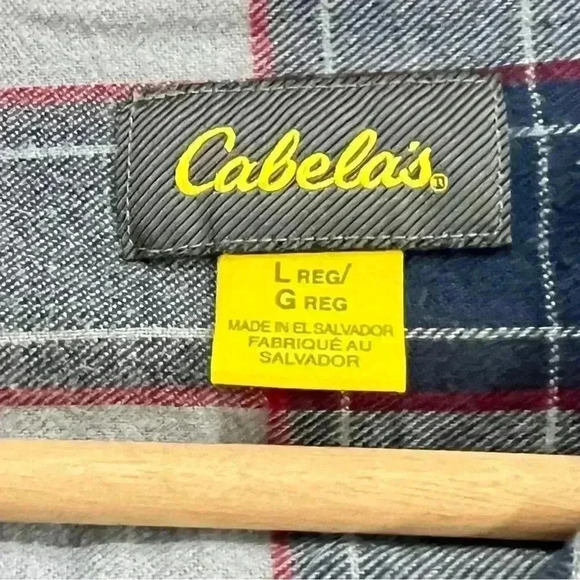 Cabela's®
L REG/
G REG
MADE IN EL SALVADOR
FABRIQUÉ AU
SALVADOR